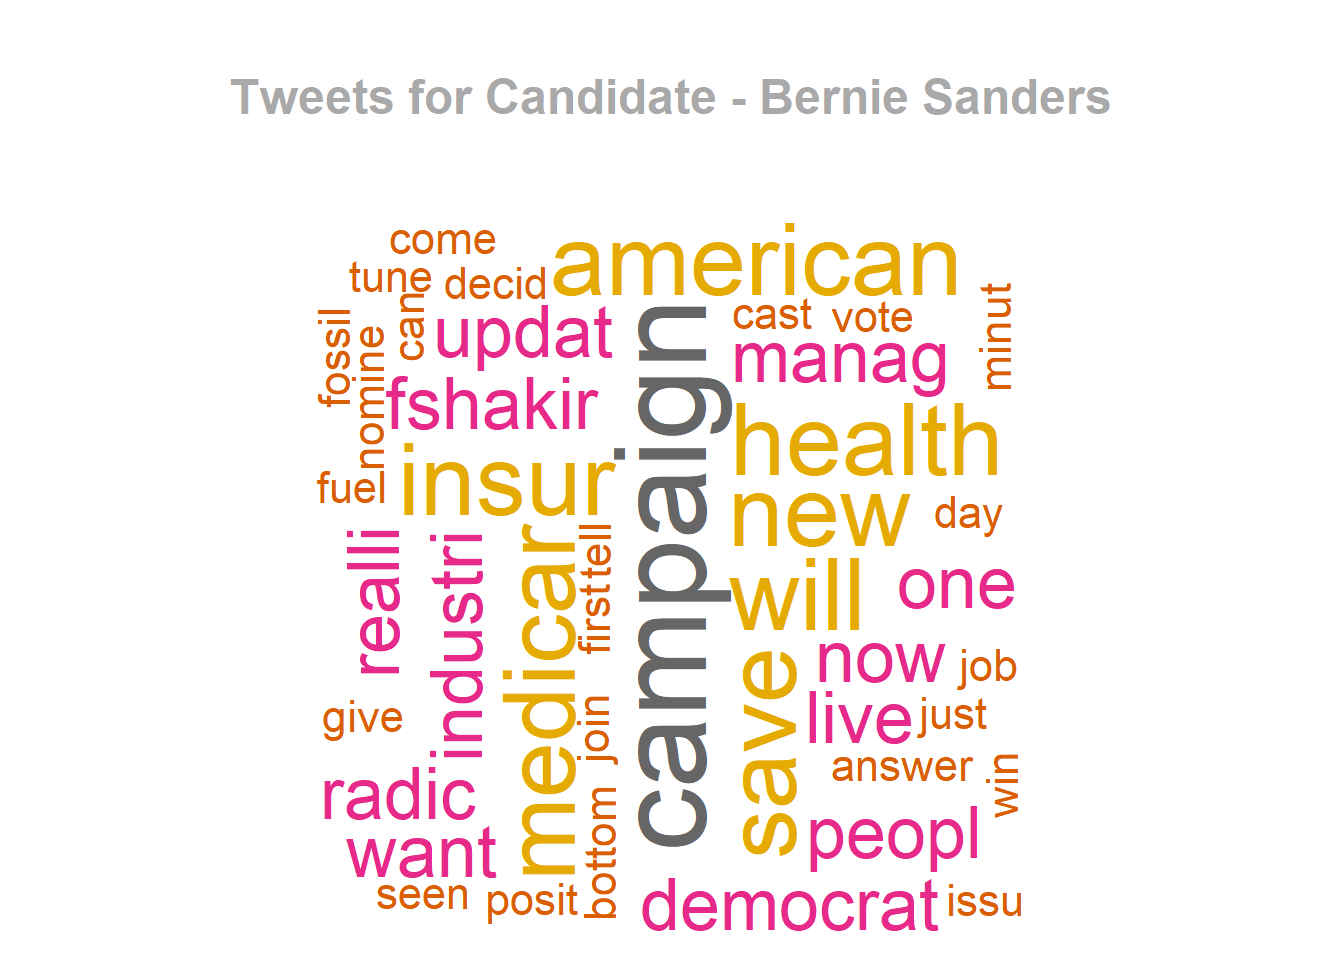 Tweets for Candidate - Bernie Sanders
come
american
tune
decid
can
fossil
updat
cast
vote
minut
nomine
manag
fshakir
campaign
health
insur
fuel
new
day
realli
industri
medicar
tell
first
will
one
save
now
job
give
join
live
just
radic
answer
win
want
bottom
peopl
seen
posit
democrat
issu